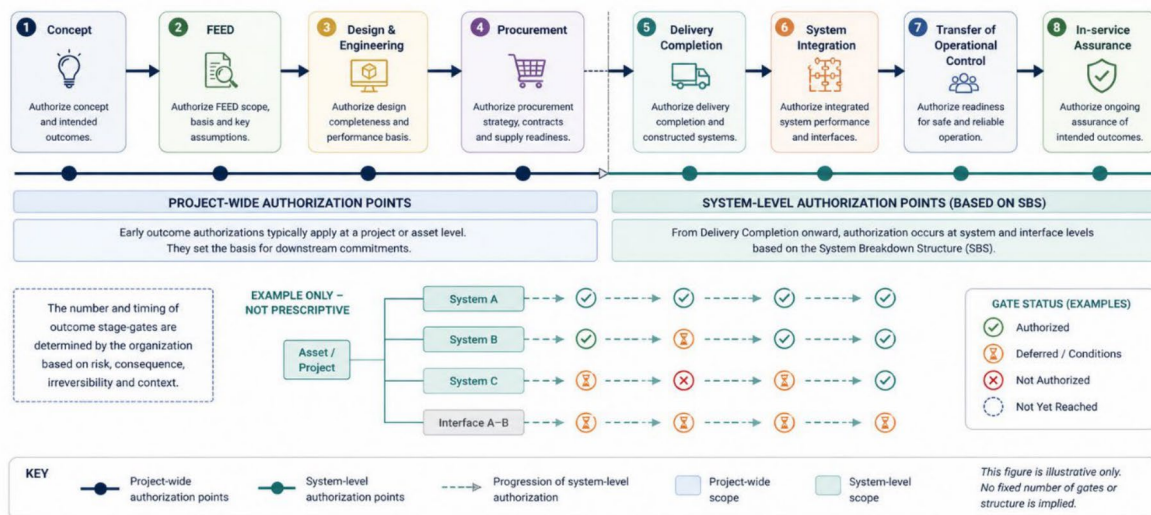 1
Concept
Authorize concept
and intended
outcomes.
2
FEED
Authorize FEED scope,
basis and key
assumptions.
3
Design &
Engineering
Authorize design
completeness and
performance basis.
4
Procurement
Authorize procurement
strategy, contracts
and supply readiness.
5
Delivery
Completion
Authorize delivery
completion and
constructed systems.
6
System
Integration
Authorize integrated
system performance
and interfaces.
7
Transfer of
Operational
Control
Authorize readiness
for safe and reliable
operation.
8
In-service
Assurance
Authorize ongoing
assurance of
intended outcomes.
PROJECT-WIDE AUTHORIZATION POINTS
Early outcome authorizations typically apply at a project or asset level.
They set the basis for downstream commitments.
SYSTEM-LEVEL AUTHORIZATION POINTS (BASED ON SBS)
From Delivery Completion onward, authorization occurs at system and interface levels
based on the System Breakdown Structure (SBS).
The number and timing of
outcome stage-gates are
determined by the organization
based on risk, consequence,
irreversibility and context.
EXAMPLE ONLY –
NOT PRESCRIPTIVE
Asset /
Project
System A
System B
System C
Interface A–B
GATE STATUS (EXAMPLES)
Authorized
Deferred / Conditions
Not Authorized
Not Yet Reached
KEY
Project-wide
authorization points
System-level
authorization points
Progression of system-level
authorization
Project-wide
scope
System-level
scope
This figure is illustrative only.
No fixed number of gates or
structure is implied.